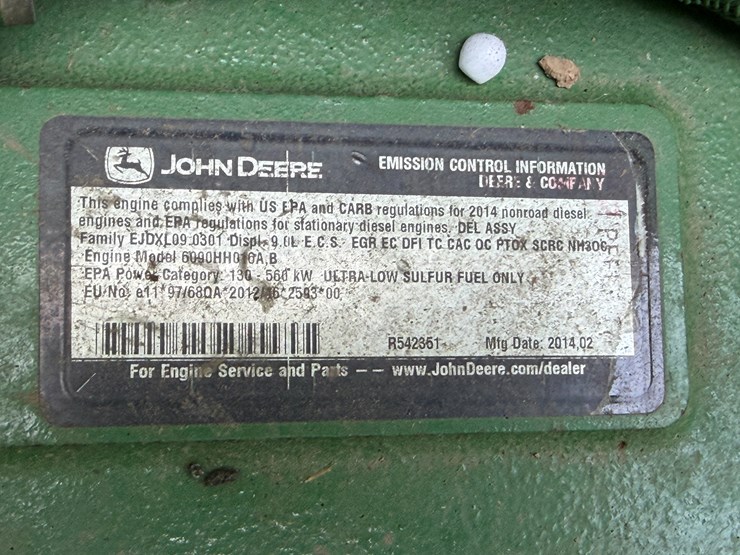 JOHN DEERE
EMISSION CONTROL INFORMATION
DEERE & COMPANY
This engine complies with US EPA and CARB regulations for 2014 nonroad diesel
engines and EPA regulations for stationary diesel engines. DEL ASSY
Family EJDXL09.0301 Displ. 9.0L E.C.S. EGR EC DFI TC CAC OC PTOX SCRC NH3OC
Engine Model 6090HH016A,B
EPA Power Category: 130 - 560 kW ULTRA-LOW SULFUR FUEL ONLY
EU No: e11*97/68QA*2012/46*2593*00
R542351 Mfg Date: 2014,02
For Engine Service and Parts -- www.JohnDeere.com/dealer